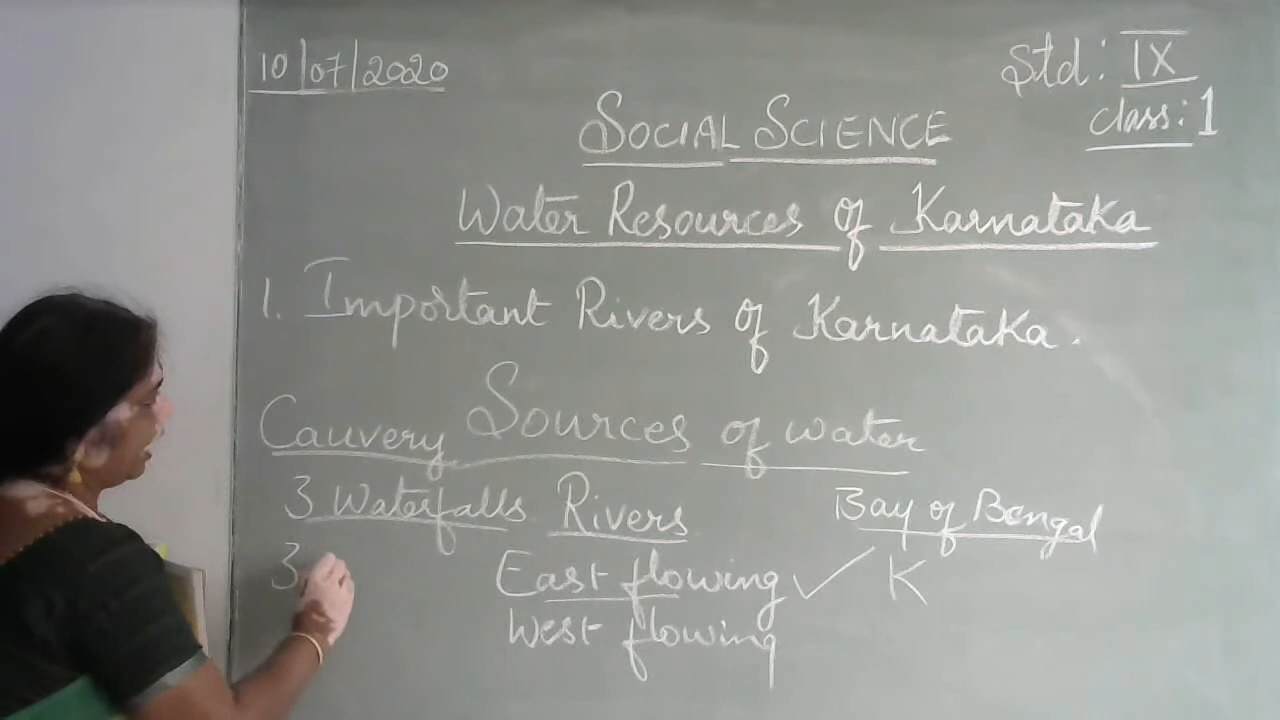 10/07/2020
Std: IX
Class: 1
SOCIAL SCIENCE
Water Resources of Karnataka
1. Important Rivers of Karnataka.
Cauvery Sources of water
3 Waterfalls Rivers Bay of Bengal
3 East flowing ✓ K
West flowing